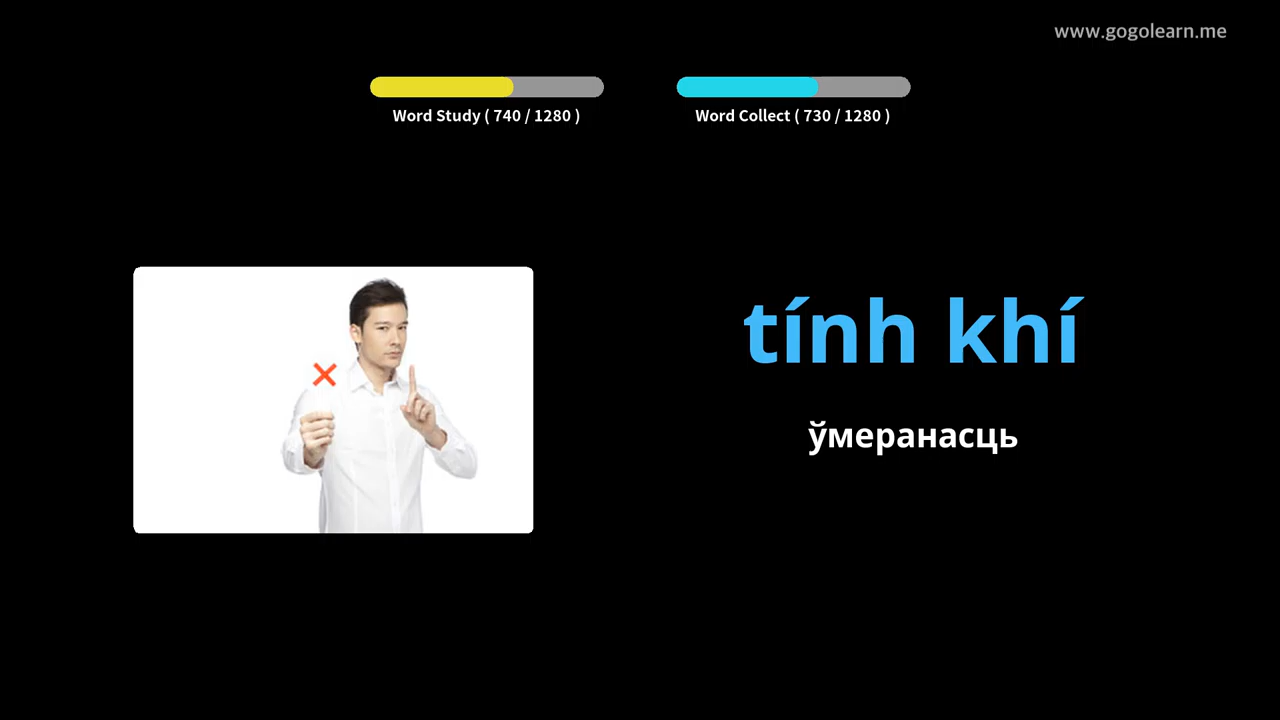 www.gogolearn.me
Word Study ( 740 / 1280 )
Word Collect ( 730 / 1280 )
tính khí
ўмеранасць